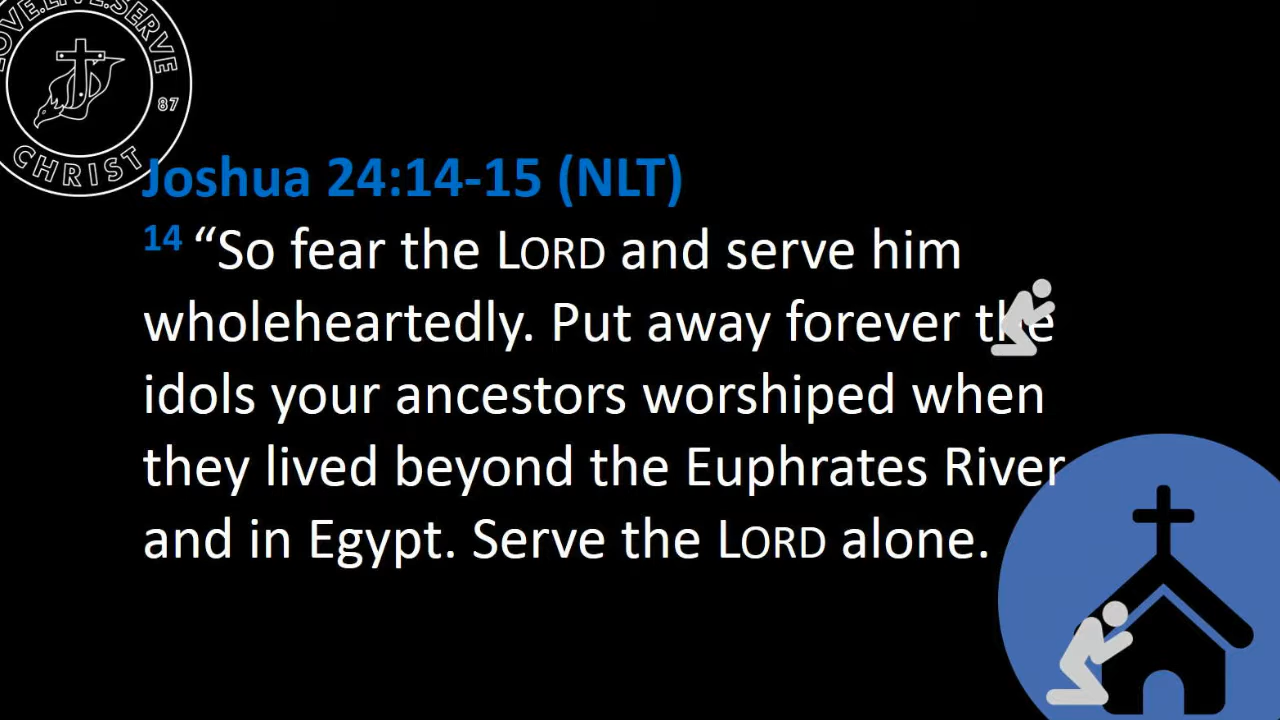 LOVE.LIVE.SERVE
87
CHRIST
Joshua 24:14-15 (NLT)
14 “So fear the LORD and serve him
wholeheartedly. Put away forever the
idols your ancestors worshiped when
they lived beyond the Euphrates River
and in Egypt. Serve the LORD alone.